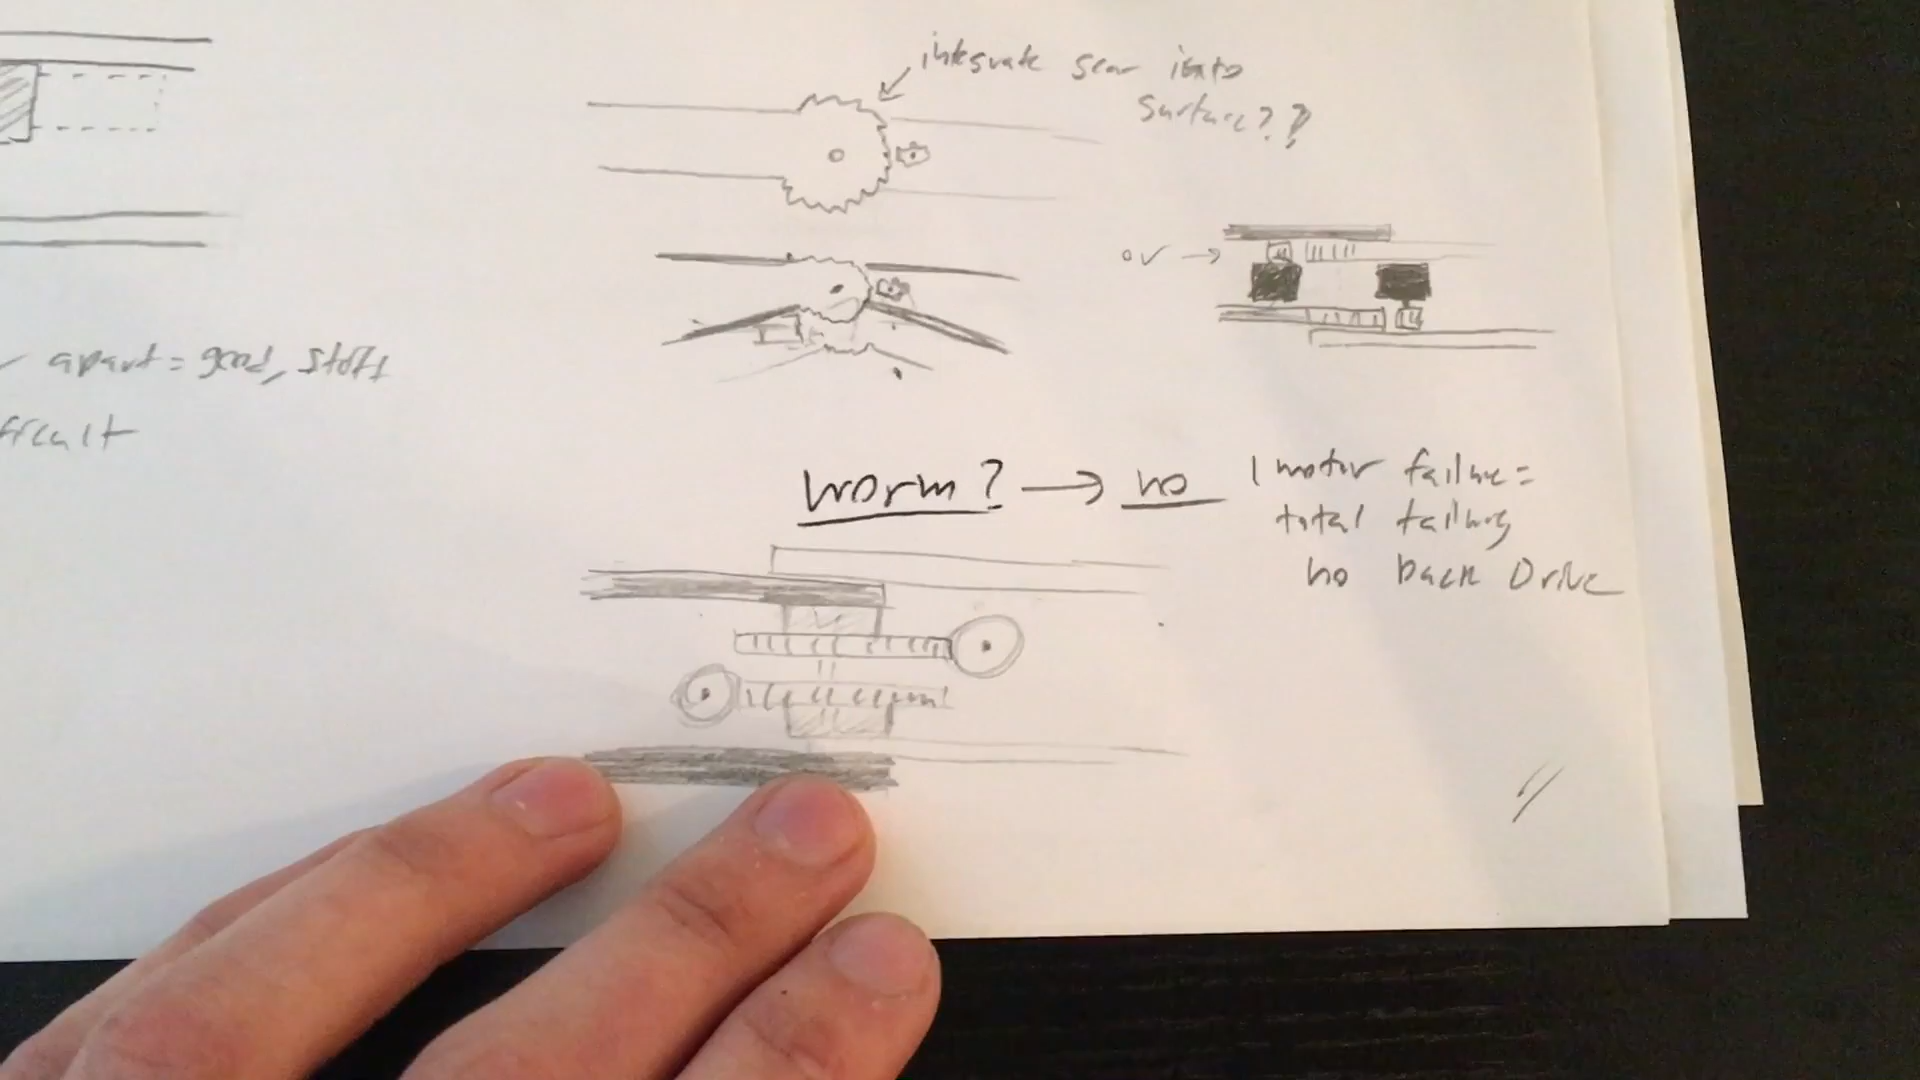 integrate gear into
surface??
or →
apart = good, stiff
worm? → no
1 motor failure =
total failure
no back Drive